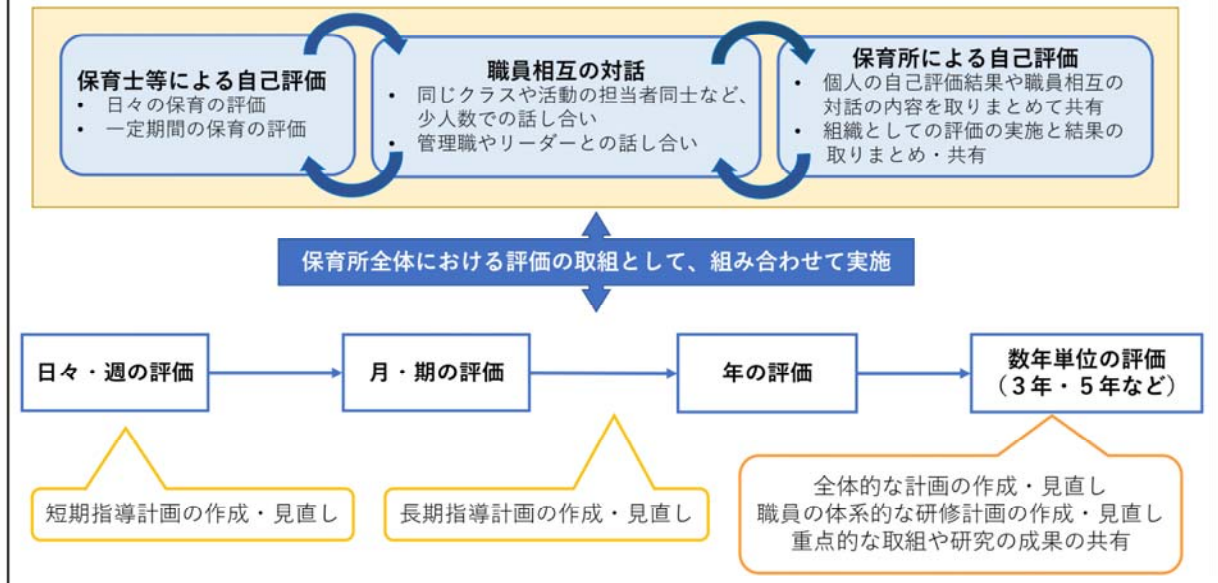 保育士等による自己評価
• 日々の保育の評価
• 一定期間の保育の評価
職員相互の対話
• 同じクラスや活動の担当者同士など、
少人数での話し合い
• 管理職やリーダーとの話し合い
保育所による自己評価
• 個人の自己評価結果や職員相互の
対話の内容を取りまとめて共有
• 組織としての評価の実施と結果の
取りまとめ・共有
保育所全体における評価の取組として、組み合わせて実施
日々・週の評価
月・期の評価
年の評価
数年単位の評価
（３年・５年など）
短期指導計画の作成・見直し
長期指導計画の作成・見直し
全体的な計画の作成・見直し
職員の体系的な研修計画の作成・見直し
重点的な取組や研究の成果の共有